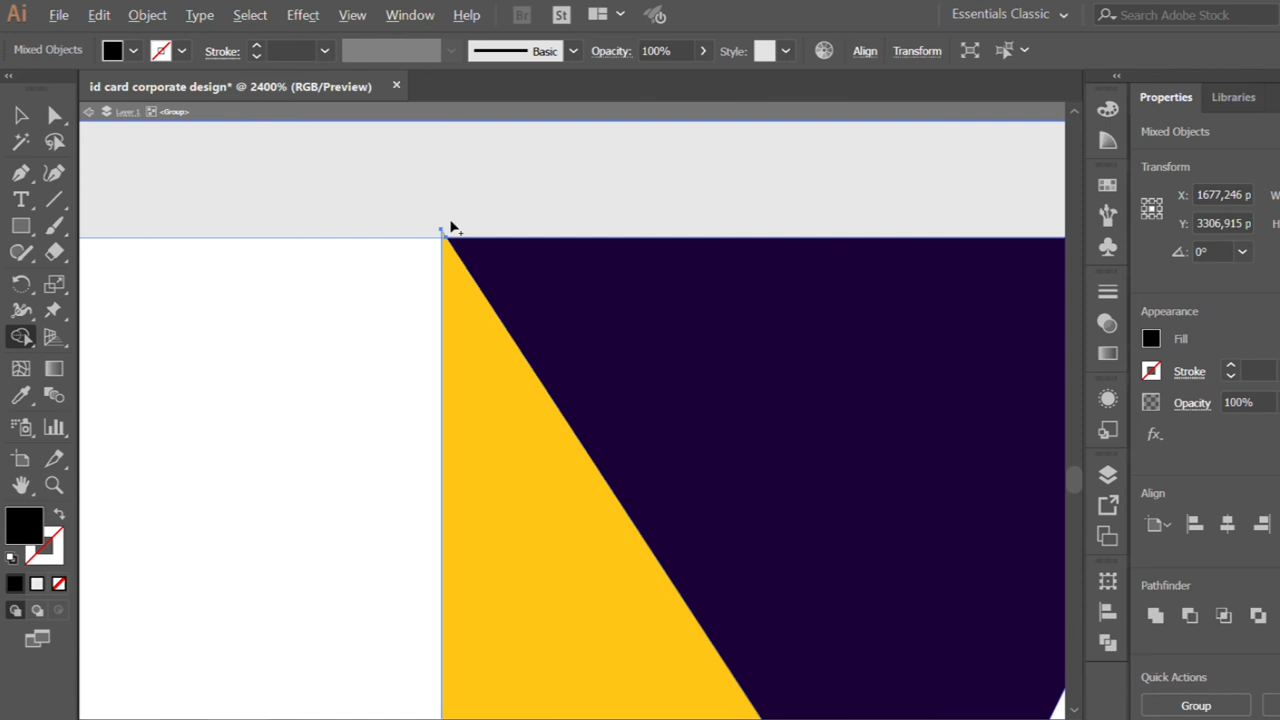 Ai File Edit Object Type Select Effect View Window Help Br St Essentials Classic Search Adobe Stock
Mixed Objects Stroke: Basic Opacity: 100% Style: Align Transform
id card corporate design* @ 2400% (RGB/Preview)
Layer 1 <Group>
Properties Libraries
Mixed Objects
Transform
X: 1677,246 p W
Y: 3306,915 p H
0°
Appearance
Fill
Stroke
Opacity 100%
fx.
Align
Pathfinder
Quick Actions
Group